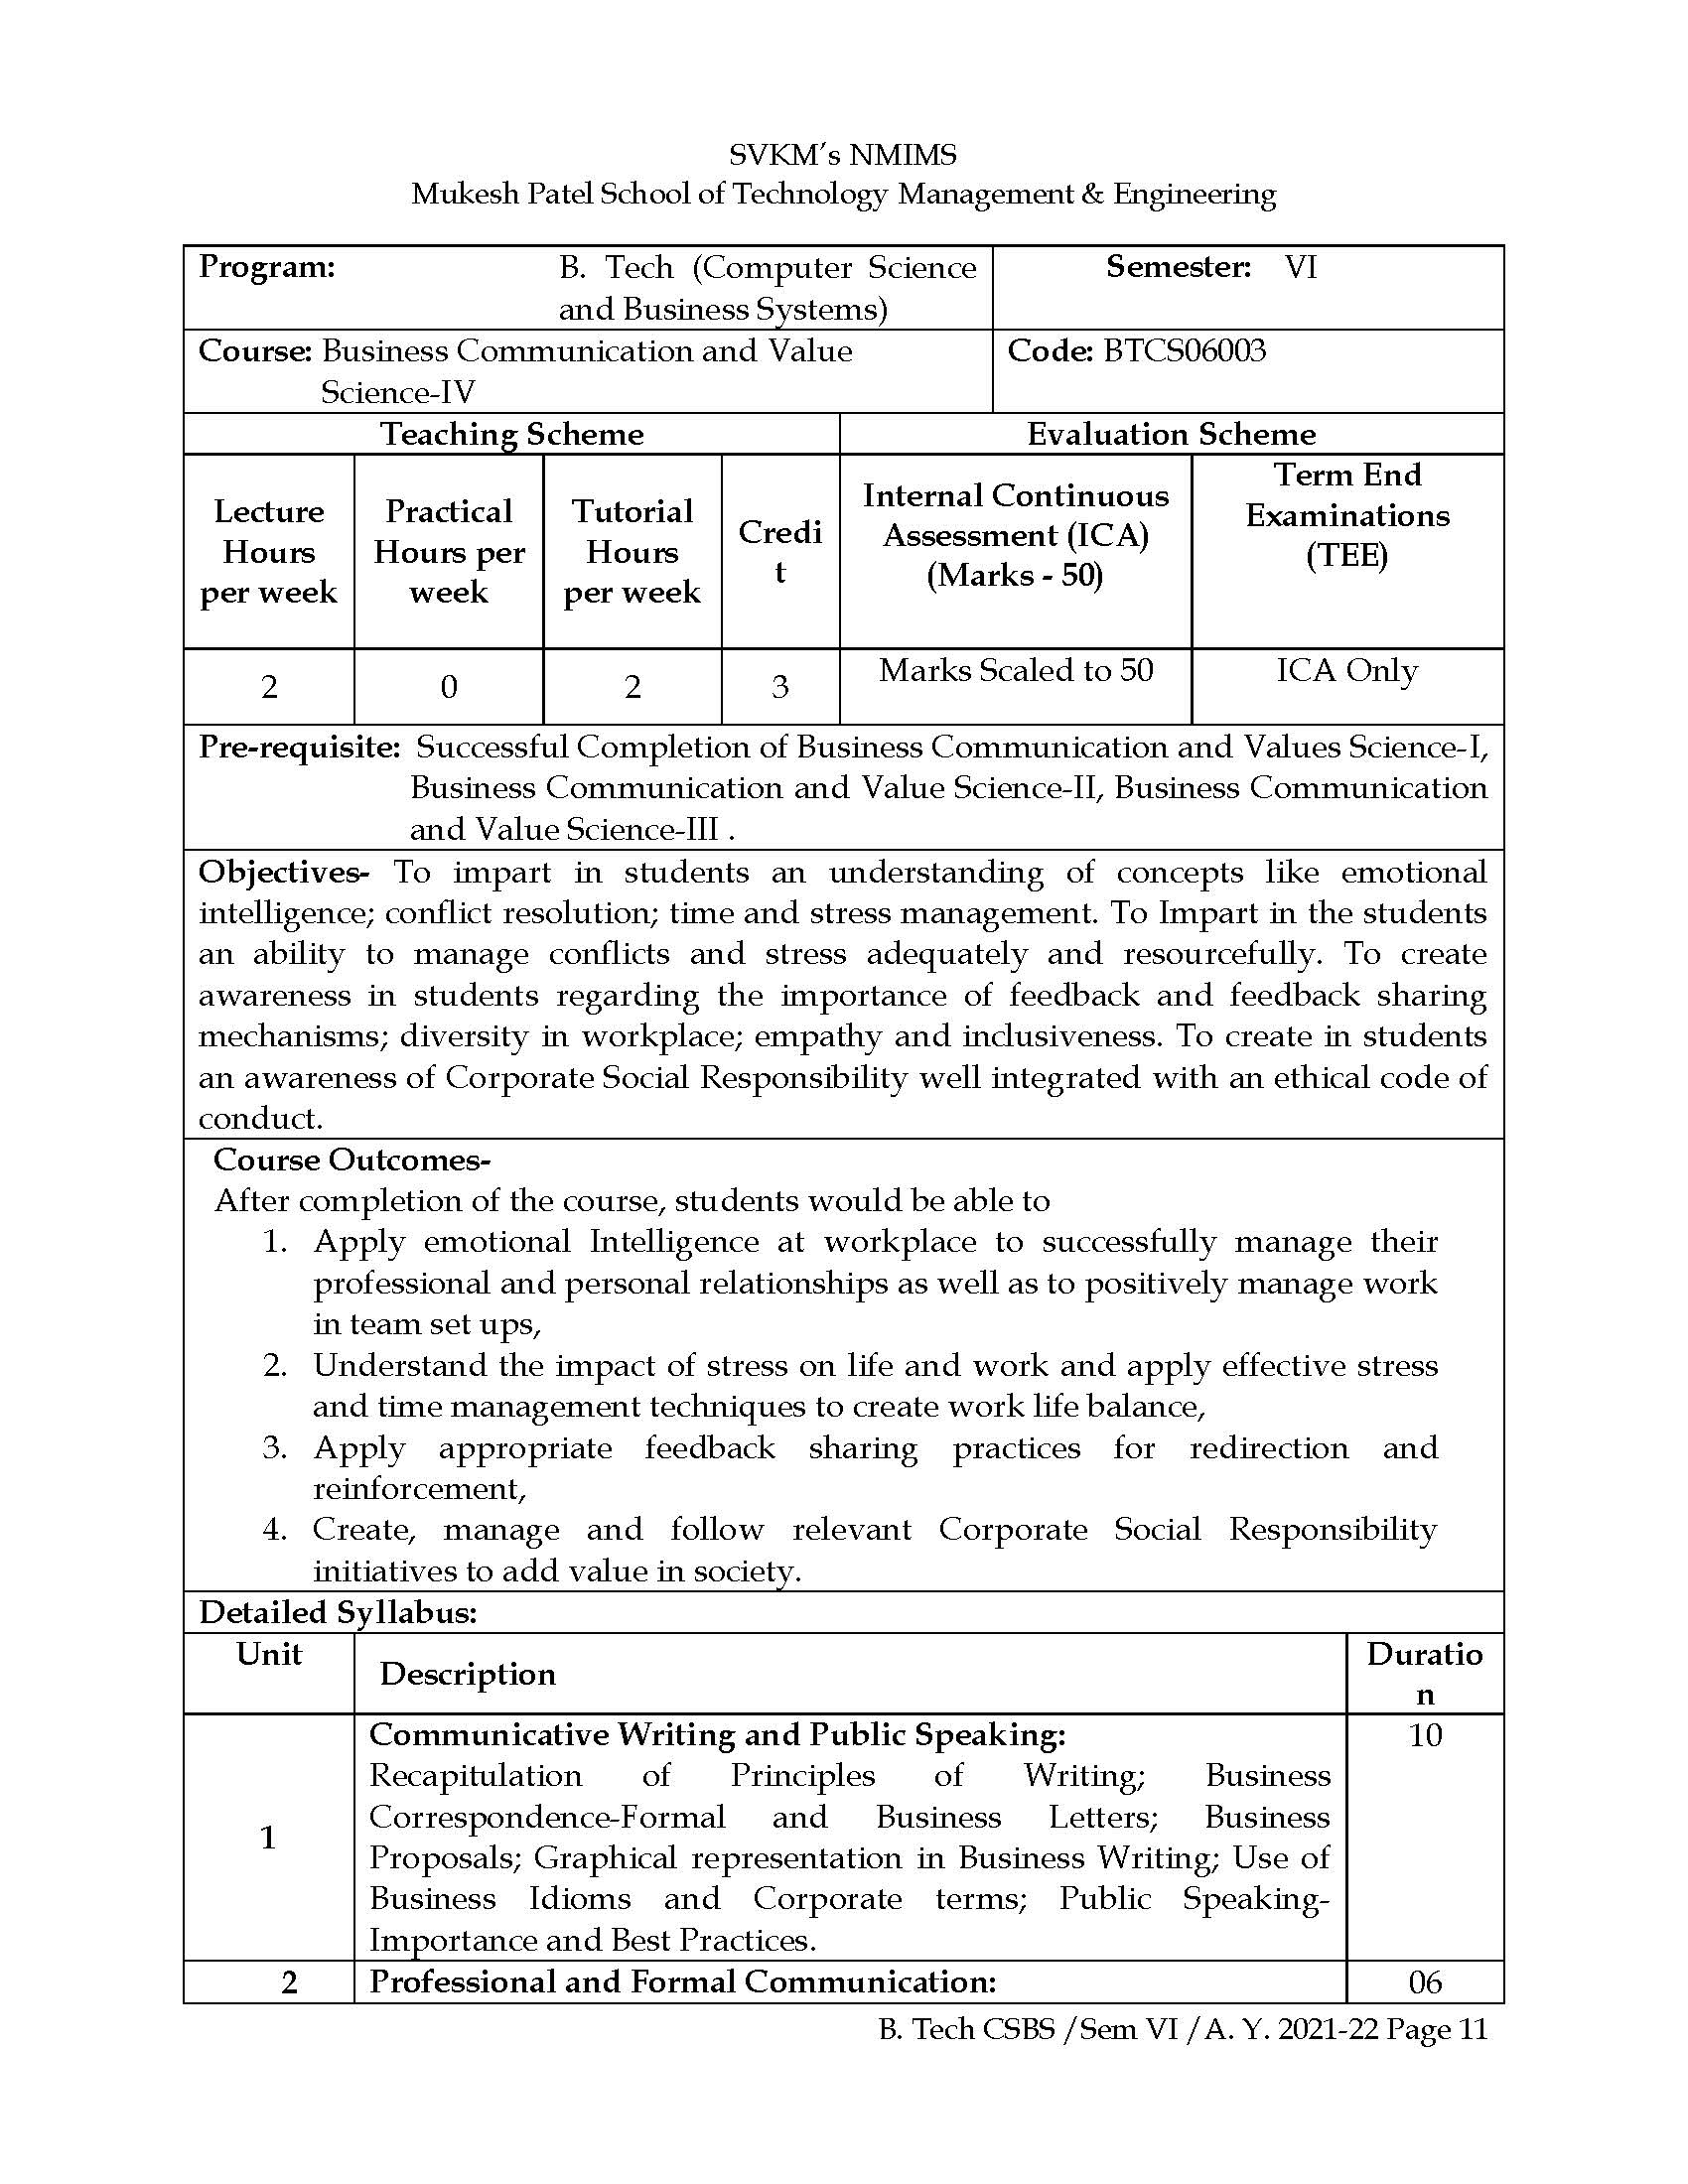 SVKM's NMIMS
Mukesh Patel School of Technology Management & Engineering
Program: B. Tech (Computer Science
and Business Systems)
Semester: VI
Course: Business Communication and Value
Science-IV
Code: BTCS06003
Teaching Scheme
Evaluation Scheme
Lecture
Hours
per week
Practical
Hours per
week
Tutorial
Hours
per week
Credi
t
Internal Continuous
Assessment (ICA)
(Marks - 50)
Term End
Examinations
(TEE)
2
0
2
3
Marks Scaled to 50
ICA Only
Pre-requisite: Successful Completion of Business Communication and Values Science-I,
Business Communication and Value Science-II, Business Communication
and Value Science-III .
Objectives- To impart in students an understanding of concepts like emotional
intelligence; conflict resolution; time and stress management. To Impart in the students
an ability to manage conflicts and stress adequately and resourcefully. To create
awareness in students regarding the importance of feedback and feedback sharing
mechanisms; diversity in workplace; empathy and inclusiveness. To create in students
an awareness of Corporate Social Responsibility well integrated with an ethical code of
conduct.
Course Outcomes-
After completion of the course, students would be able to
1. Apply emotional Intelligence at workplace to successfully manage their
professional and personal relationships as well as to positively manage work
in team set ups,
2. Understand the impact of stress on life and work and apply effective stress
and time management techniques to create work life balance,
3. Apply appropriate feedback sharing practices for redirection and
reinforcement,
4. Create, manage and follow relevant Corporate Social Responsibility
initiatives to add value in society.
Detailed Syllabus:
Unit
Description
Duratio
n
1
Communicative Writing and Public Speaking:
Recapitulation of Principles of Writing; Business
Correspondence-Formal and Business Letters; Business
Proposals; Graphical representation in Business Writing; Use of
Business Idioms and Corporate terms; Public Speaking-
Importance and Best Practices.
10
2
Professional and Formal Communication:
06
B. Tech CSBS /Sem VI /A. Y. 2021-22 Page 11